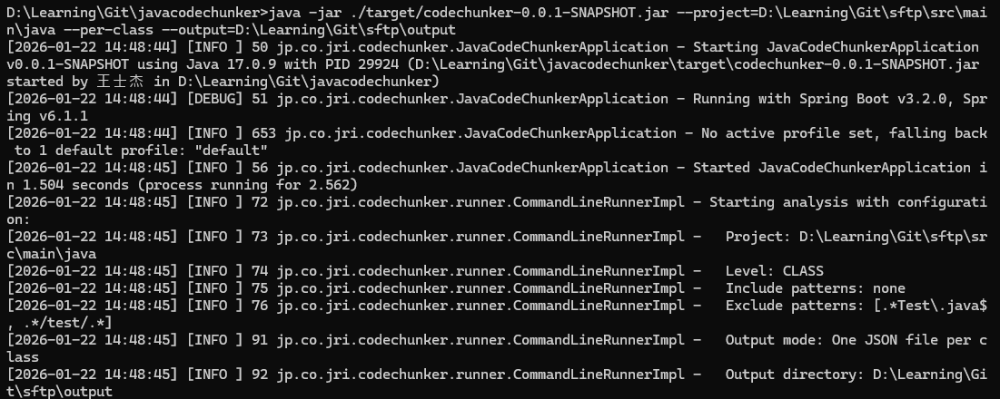 D:\Learning\Git\javacodechunker>java -jar ./target/codechunker-0.0.1-SNAPSHOT.jar --project=D:\Learning\Git\sftp\src\mai
n\java --per-class --output=D:\Learning\Git\sftp\output
[2026-01-22 14:48:44] [INFO ] 50 jp.co.jri.codechunker.JavaCodeChunkerApplication - Starting JavaCodeChunkerApplication
v0.0.1-SNAPSHOT using Java 17.0.9 with PID 29924 (D:\Learning\Git\javacodechunker\target\codechunker-0.0.1-SNAPSHOT.jar
started by 王士杰 in D:\Learning\Git\javacodechunker)
[2026-01-22 14:48:44] [DEBUG] 51 jp.co.jri.codechunker.JavaCodeChunkerApplication - Running with Spring Boot v3.2.0, Spr
ing v6.1.1
[2026-01-22 14:48:44] [INFO ] 653 jp.co.jri.codechunker.JavaCodeChunkerApplication - No active profile set, falling back
 to 1 default profile: "default"
[2026-01-22 14:48:45] [INFO ] 56 jp.co.jri.codechunker.JavaCodeChunkerApplication - Started JavaCodeChunkerApplication i
n 1.504 seconds (process running for 2.562)
[2026-01-22 14:48:45] [INFO ] 72 jp.co.jri.codechunker.runner.CommandLineRunnerImpl - Starting analysis with configurati
on:
[2026-01-22 14:48:45] [INFO ] 73 jp.co.jri.codechunker.runner.CommandLineRunnerImpl -   Project: D:\Learning\Git\sftp\sr
c\main\java
[2026-01-22 14:48:45] [INFO ] 74 jp.co.jri.codechunker.runner.CommandLineRunnerImpl -   Level: CLASS
[2026-01-22 14:48:45] [INFO ] 75 jp.co.jri.codechunker.runner.CommandLineRunnerImpl -   Include patterns: none
[2026-01-22 14:48:45] [INFO ] 76 jp.co.jri.codechunker.runner.CommandLineRunnerImpl -   Exclude patterns: [.*Test\.java$
, .*/test/.*]
[2026-01-22 14:48:45] [INFO ] 91 jp.co.jri.codechunker.runner.CommandLineRunnerImpl -   Output mode: One JSON file per c
lass
[2026-01-22 14:48:45] [INFO ] 92 jp.co.jri.codechunker.runner.CommandLineRunnerImpl -   Output directory: D:\Learning\Gi
t\sftp\output